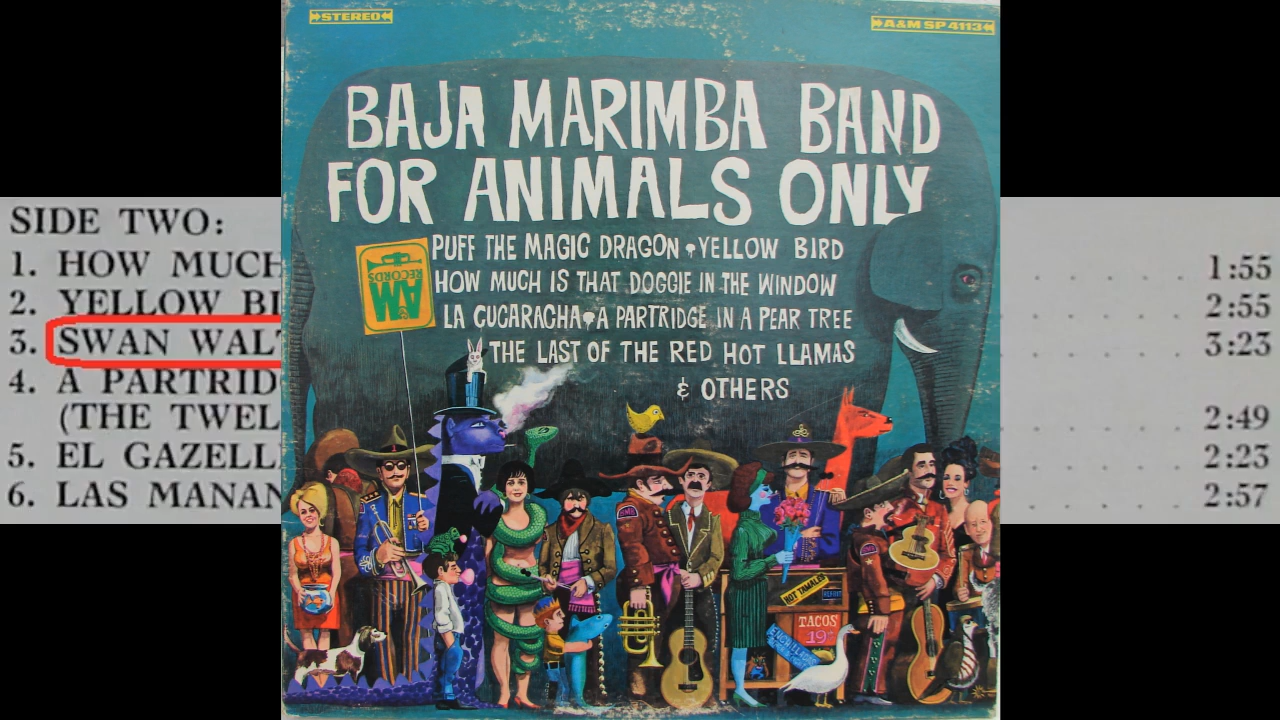 STEREO
A&M SP 4113
BAJA MARIMBA BAND
FOR ANIMALS ONLY
PUFF THE MAGIC DRAGON YELLOW BIRD
HOW MUCH IS THAT DOGGIE IN THE WINDOW
LA CUCARACHA A PARTRIDGE IN A PEAR TREE
THE LAST OF THE RED HOT LLAMAS
& OTHERS
AM
RECORDS
HOT TAMALES
TACOS
19¢
SIDE TWO:
1. HOW MUCH . . . . . . 1:55
2. YELLOW BI . . . . . . 2:55
3. SWAN WALT . . . . . . 3:23
4. A PARTRIDG
(THE TWEL . . . . . . 2:49
5. EL GAZELL . . . . . . 2:23
6. LAS MANAN . . . . . . 2:57